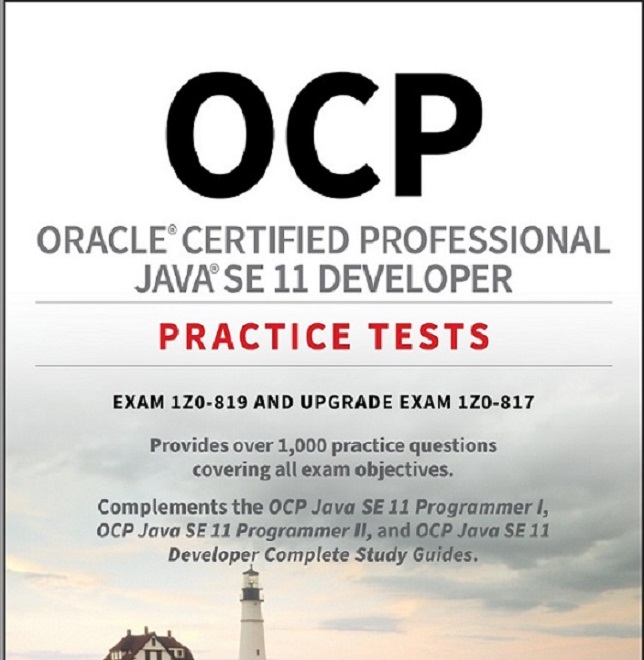 OCP
ORACLE® CERTIFIED PROFESSIONAL
JAVA® SE 11 DEVELOPER
PRACTICE TESTS
EXAM 1Z0-819 AND UPGRADE EXAM 1Z0-817
Provides over 1,000 practice questions
covering all exam objectives.
Complements the OCP Java SE 11 Programmer I,
OCP Java SE 11 Programmer II, and OCP Java SE 11
Developer Complete Study Guides.